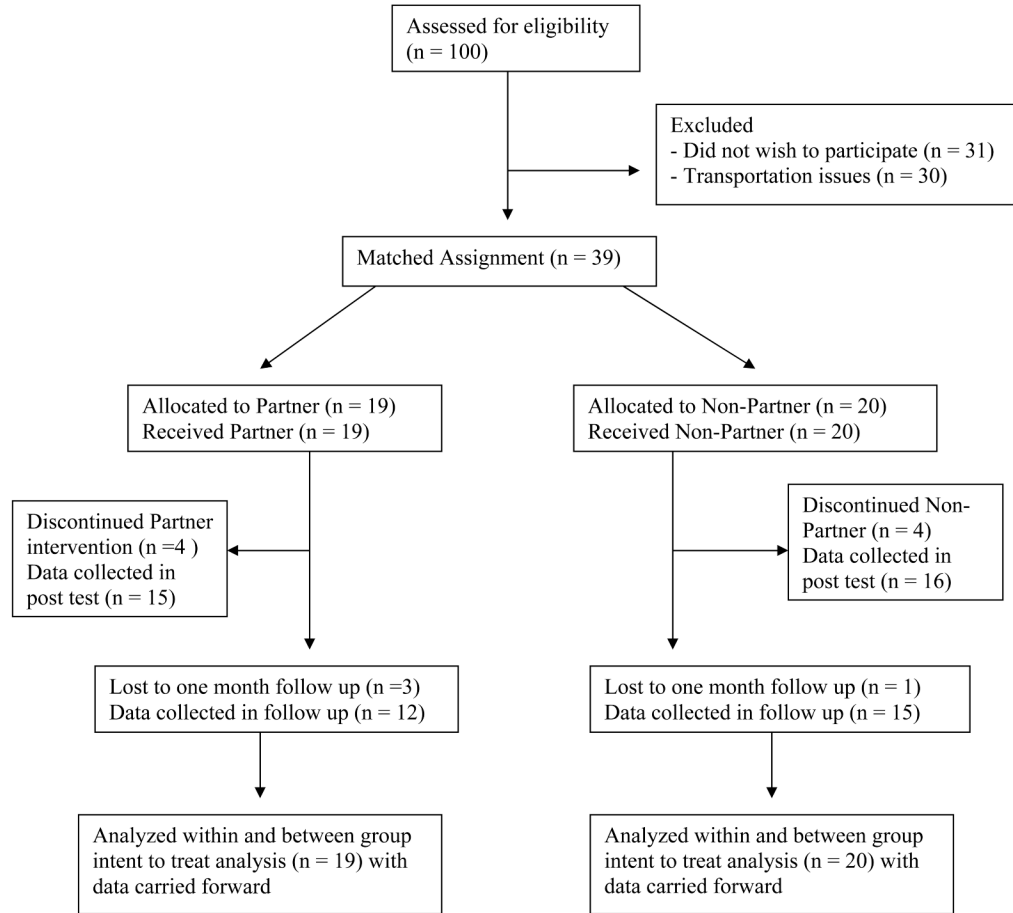 Assessed for eligibility
(n = 100)
Excluded
- Did not wish to participate (n = 31)
- Transportation issues (n = 30)
Matched Assignment (n = 39)
Allocated to Partner (n = 19)
Received Partner (n = 19)
Allocated to Non-Partner (n = 20)
Received Non-Partner (n = 20)
Discontinued Partner
intervention (n =4 )
Data collected in
post test (n = 15)
Discontinued Non-
Partner (n = 4)
Data collected in
post test (n = 16)
Lost to one month follow up (n =3)
Data collected in follow up (n = 12)
Lost to one month follow up (n = 1)
Data collected in follow up (n = 15)
Analyzed within and between group
intent to treat analysis (n = 19) with
data carried forward
Analyzed within and between group
intent to treat analysis (n = 20) with
data carried forward